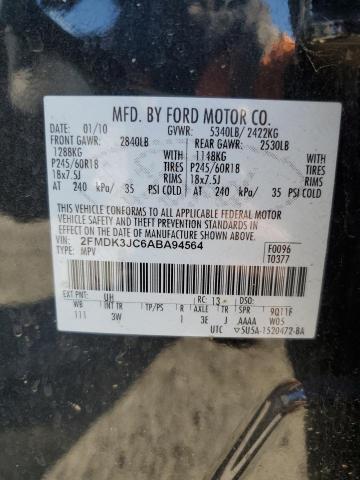 MFD. BY FORD MOTOR CO.
01/10 GVWR: 5340LB/ 2422KG
FRONT GAWR: 2840LB REAR GAWR: 2530LB
1288KG WITH 1148KG WITH
P245/60R18 TIRES P245/60R18 TIRES
18x7.5J RIMS 18x7.5J RIMS
AT 240 kPa/ 35 PSI COLD AT 240 kPa/ 35 PSI COLD
THIS VEHICLE CONFORMS TO ALL APPLICABLE FEDERAL MOTOR
VEHICLE SAFETY AND THEFT PREVENTION STANDARDS IN EFFECT
ON THE DATE OF MANUFACTURE SHOWN ABOVE.
VIN: 2FMDK3JC6ABA94564 F0096
TYPE: MPV T0377
EXT PNT: UH RC: 13 DSO:
WB INT TR AXLE TR SPR 9Q11F
111 3W 1 3E J AAAA W05
UTC 5U5A-1520472-BA